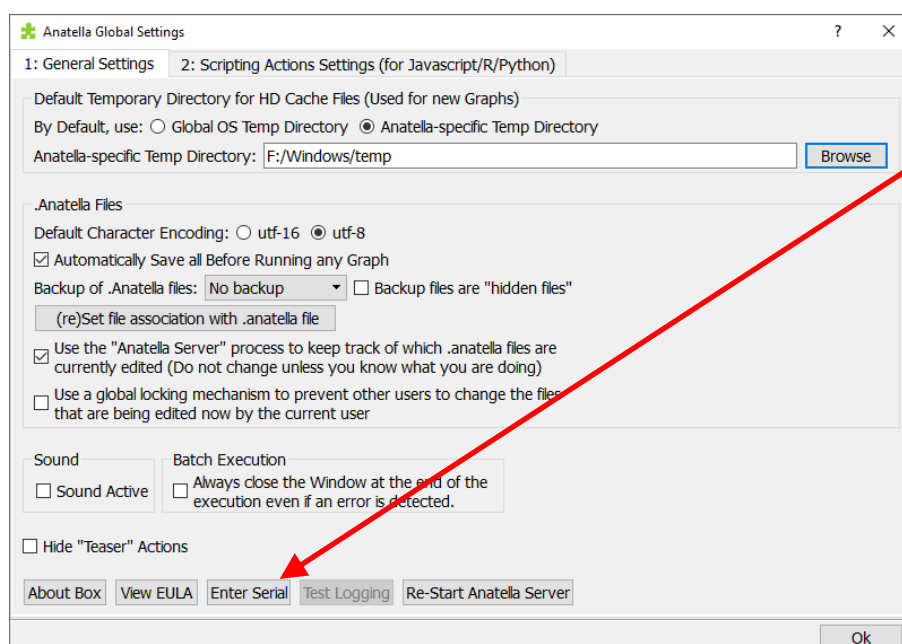 Anatella Global Settings ? ×
1: General Settings 2: Scripting Actions Settings (for Javascript/R/Python)
Default Temporary Directory for HD Cache Files (Used for new Graphs)
By Default, use: Global OS Temp Directory Anatella-specific Temp Directory
Anatella-specific Temp Directory: F:/Windows/temp Browse
.Anatella Files
Default Character Encoding: utf-16 utf-8
Automatically Save all Before Running any Graph
Backup of .Anatella files: No backup Backup files are "hidden files"
(re)Set file association with .anatella file
Use the "Anatella Server" process to keep track of which .anatella files are
currently edited (Do not change unless you know what you are doing)
Use a global locking mechanism to prevent other users to change the files
that are being edited now by the current user
Sound Batch Execution
Sound Active Always close the Window at the end of the
execution even if an error is detected.
Hide "Teaser" Actions
About Box View EULA Enter Serial Test Logging Re-Start Anatella Server
Ok